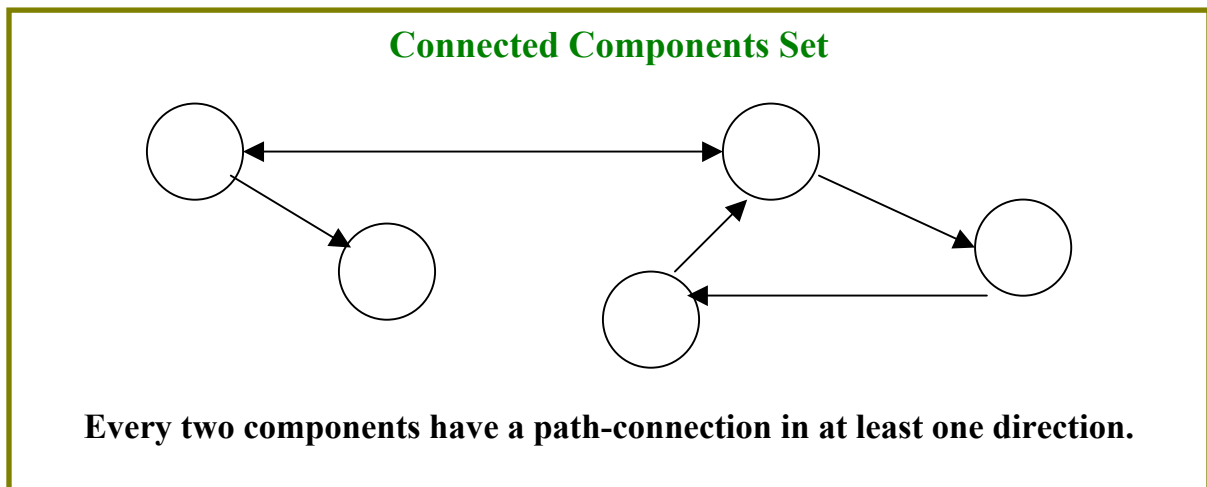 Connected Components Set
Every two components have a path-connection in at least one direction.